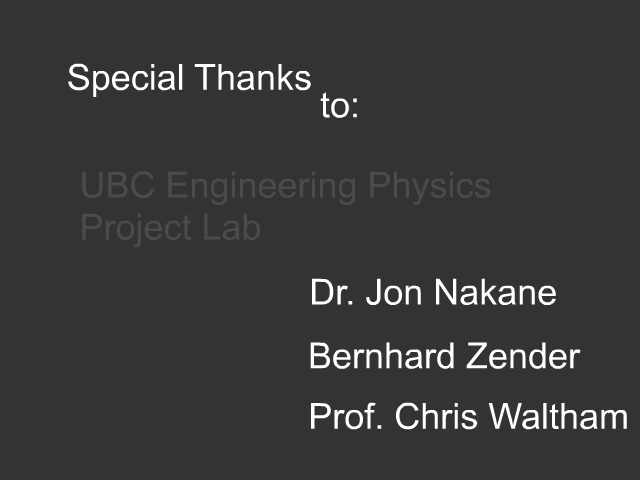 Special Thanks
to:
UBC Engineering Physics
Project Lab
Dr. Jon Nakane
Bernhard Zender
Prof. Chris Waltham